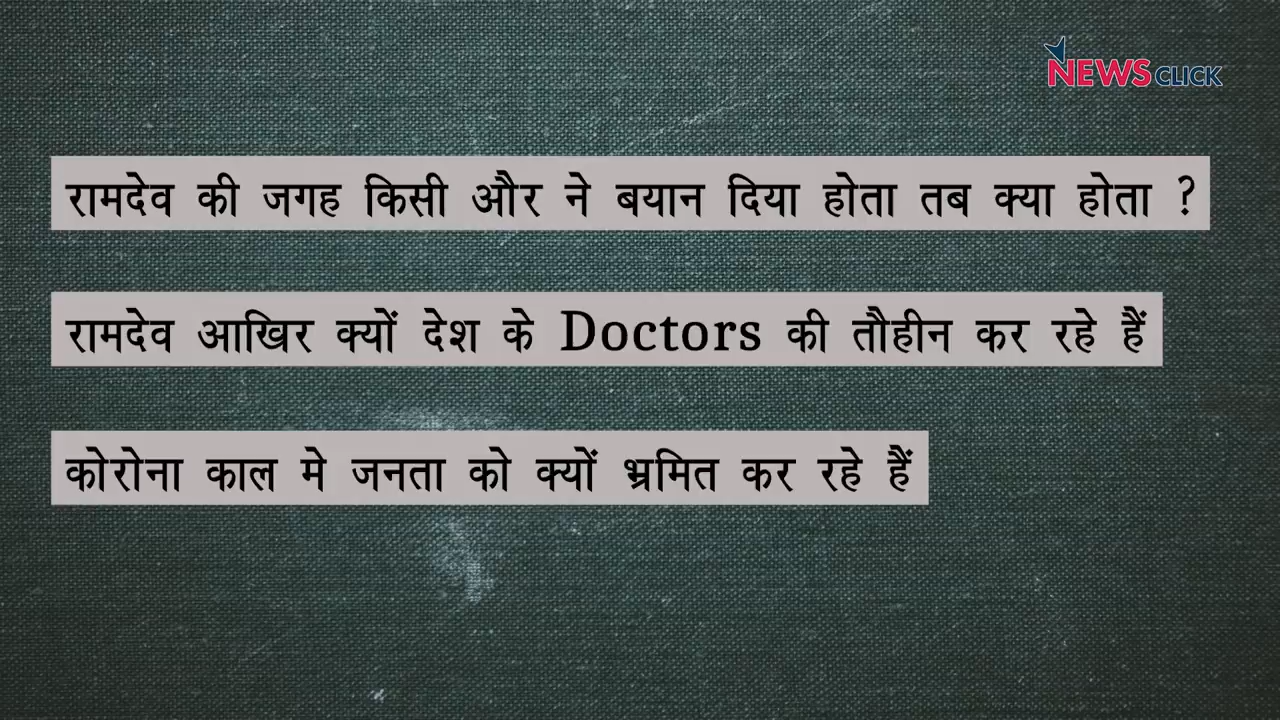 NEWSCLICK
रामदेव की जगह किसी और ने बयान दिया होता तब क्या होता ?
रामदेव आखिर क्यों देश के Doctors की तौहीन कर रहे हैं
कोरोना काल मे जनता को क्यों भ्रमित कर रहे हैं